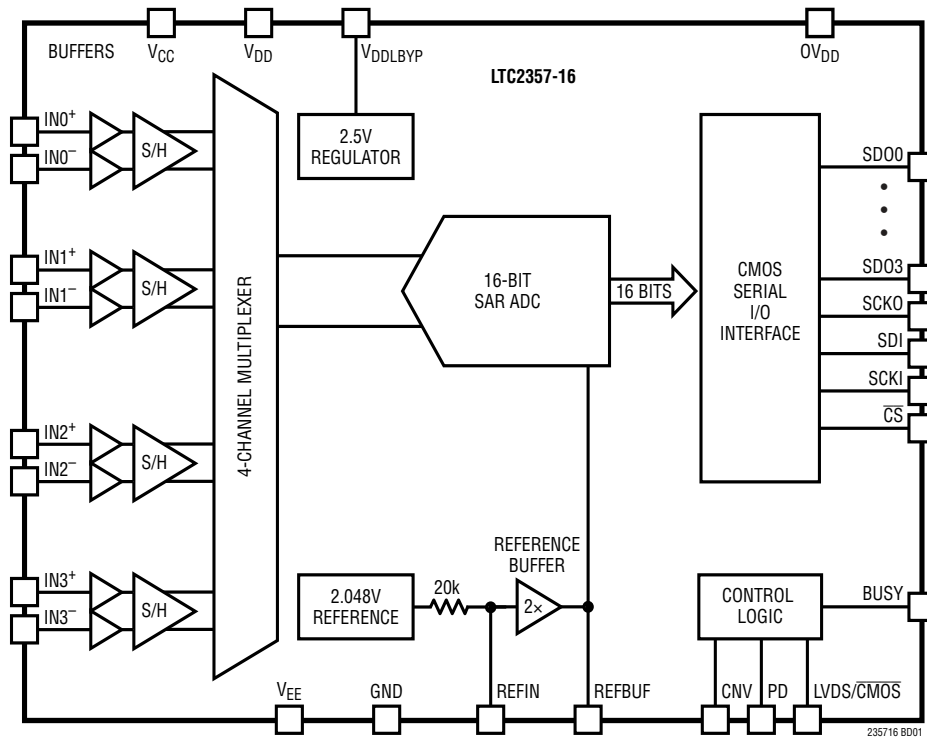 BUFFERS
VCC
VDD
VDDLBYP
OVDD
LTC2357-16
IN0+
IN0−
S/H
IN1+
IN1−
S/H
IN2+
IN2−
S/H
IN3+
IN3−
S/H
4-CHANNEL MULTIPLEXER
2.5V
REGULATOR
16-BIT
SAR ADC
16 BITS
CMOS
SERIAL
I/O
INTERFACE
SDO0
SDO3
SCKO
SDI
SCKI
CS
REFERENCE
BUFFER
2.048V
REFERENCE
20k
2×
CONTROL
LOGIC
BUSY
VEE
GND
REFIN
REFBUF
CNV
PD
LVDS/CMOS
235716 BD01